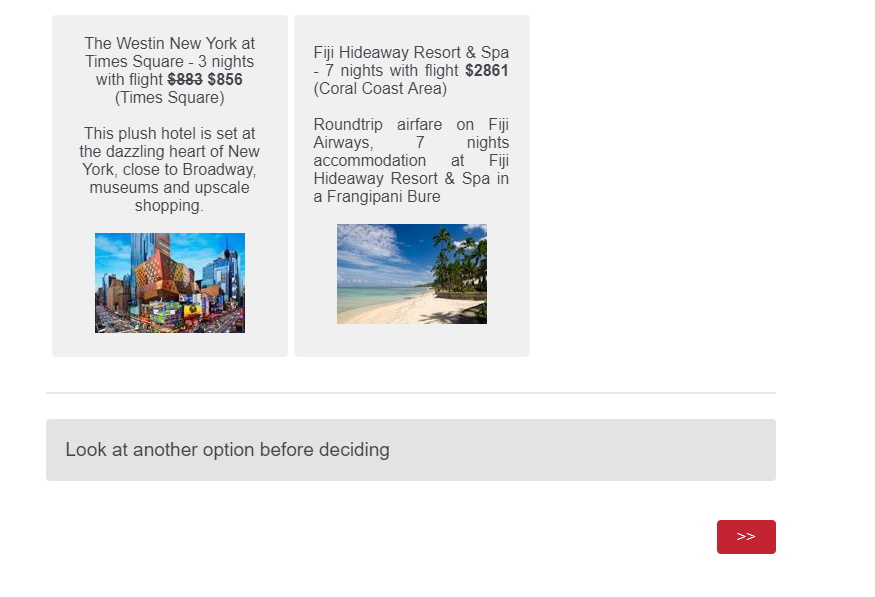 The Westin New York at
Times Square - 3 nights
with flight $883 $856
(Times Square)
This plush hotel is set at
the dazzling heart of New
York, close to Broadway,
museums and upscale
shopping.
Fiji Hideaway Resort & Spa
- 7 nights with flight $2861
(Coral Coast Area)
Roundtrip airfare on Fiji
Airways, 7 nights
accommodation at Fiji
Hideaway Resort & Spa in
a Frangipani Bure
Look at another option before deciding
>>